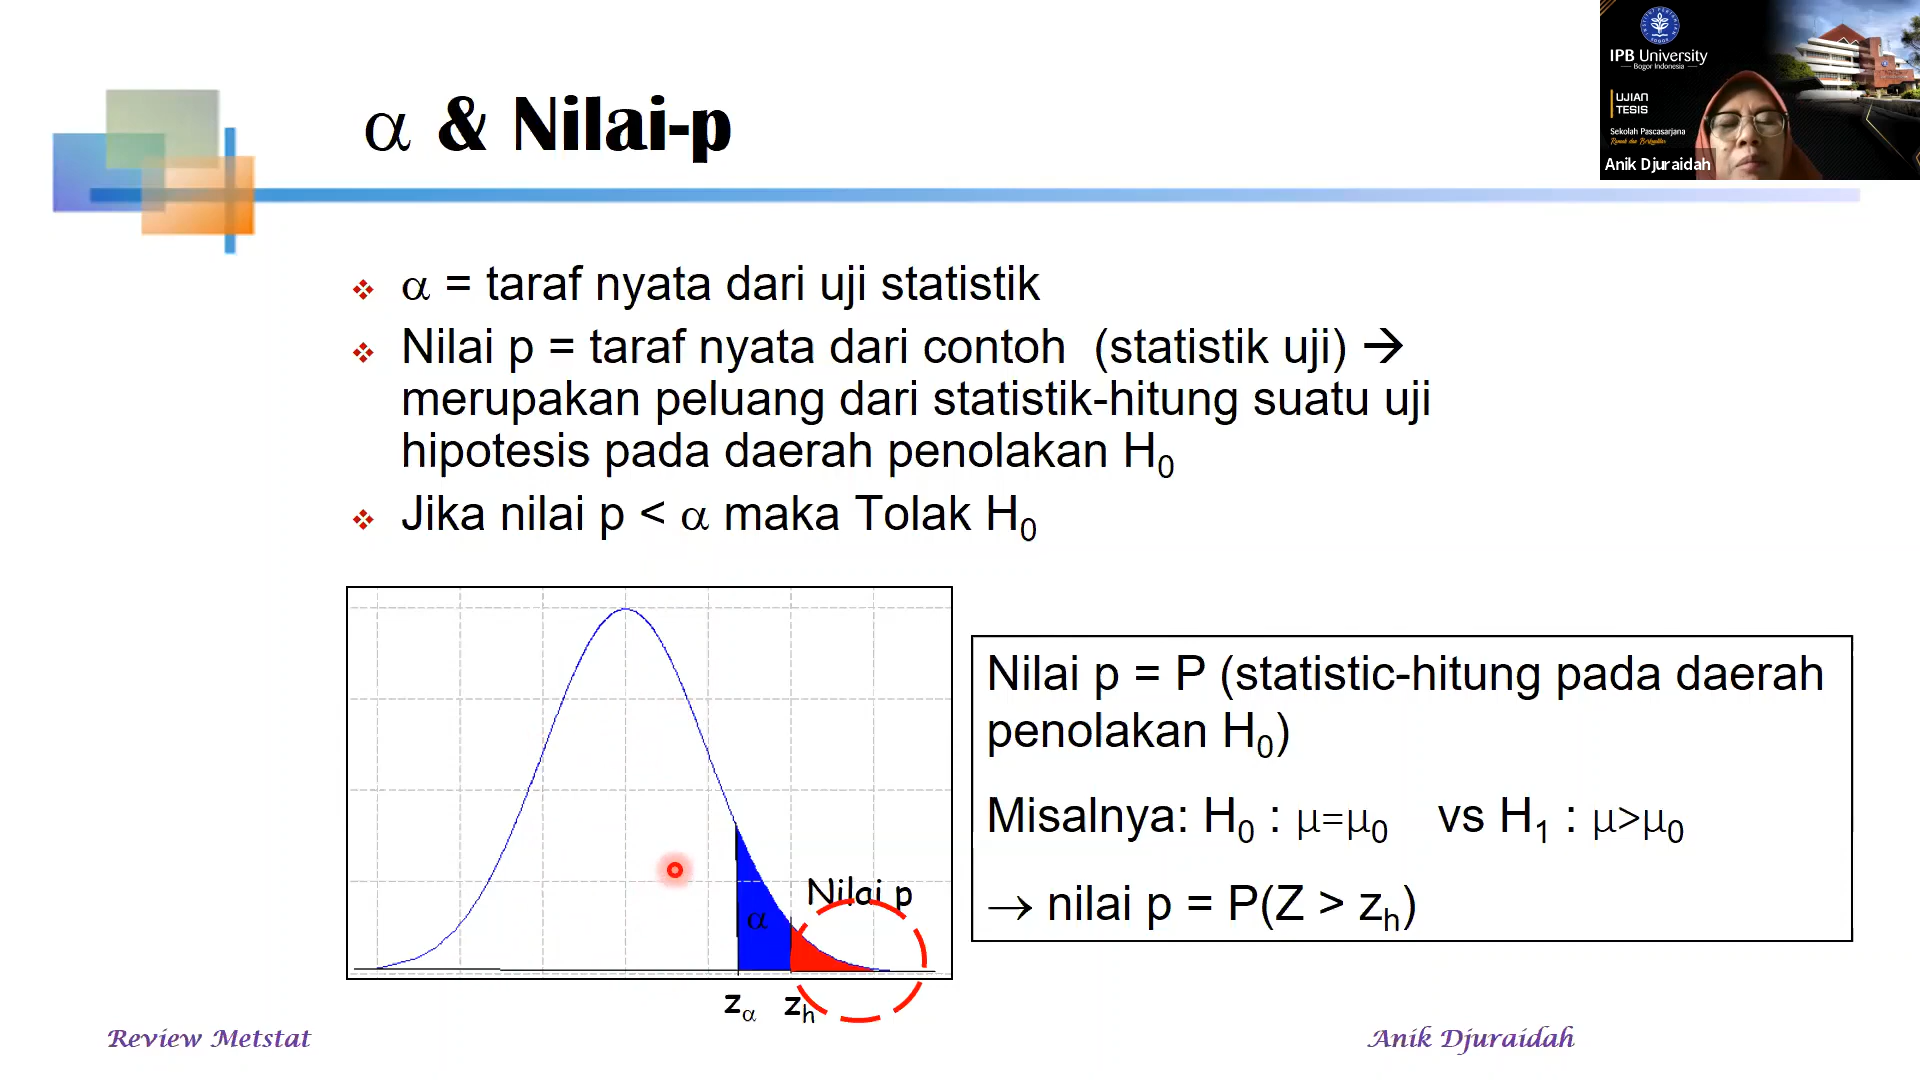 IPB University
Bogor Indonesia
UJIAN
TESIS
Sekolah Pascasarjana
Anik Djuraidah
α & Nilai-p
❖ α = taraf nyata dari uji statistik
❖ Nilai p = taraf nyata dari contoh (statistik uji) →
merupakan peluang dari statistik-hitung suatu uji
hipotesis pada daerah penolakan H₀
❖ Jika nilai p < α maka Tolak H₀
Nilai p
α
zα zₕ
Nilai p = P (statistic-hitung pada daerah
penolakan H₀)
Misalnya: H₀ : μ=μ₀ vs H₁ : μ>μ₀
→ nilai p = P(Z > zₕ)
Review Metstat
Anik Djuraidah